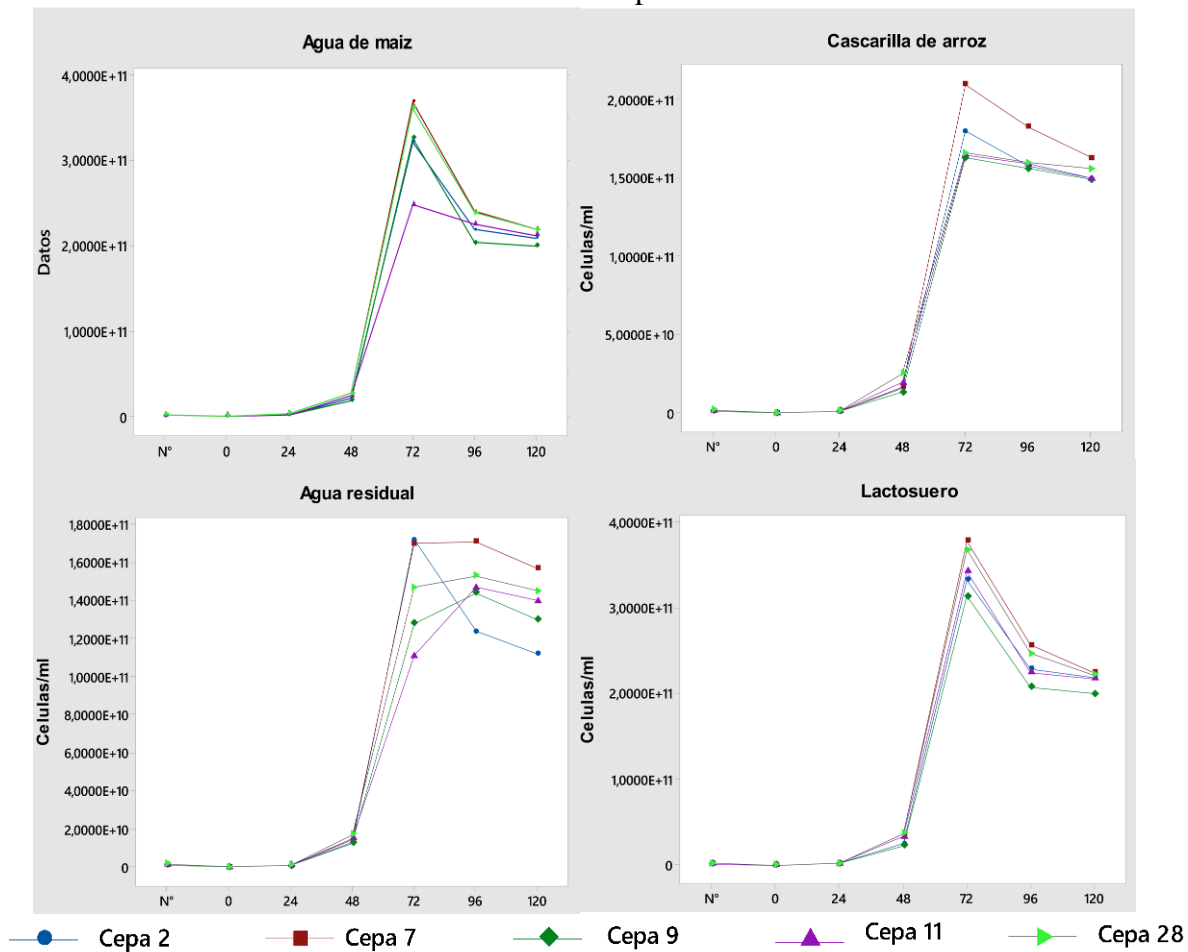 Agua de maiz
Datos
4,0000E+11
3,0000E+11
2,0000E+11
1,0000E+11
0
N° 0 24 48 72 96 120
Cascarilla de arroz
Celulas/ml
2,0000E+11
1,5000E+11
1,0000E+11
5,0000E+10
0
N° 0 24 48 72 96 120
Agua residual
Celulas/ml
1,8000E+11
1,6000E+11
1,4000E+11
1,2000E+11
1,0000E+11
8,0000E+10
6,0000E+10
4,0000E+10
2,0000E+10
0
N° 0 24 48 72 96 120
Lactosuero
Celulas/ml
4,0000E+11
3,0000E+11
2,0000E+11
1,0000E+11
0
N° 0 24 48 72 96 120
Cepa 2 Cepa 7 Cepa 9 Cepa 11 Cepa 28